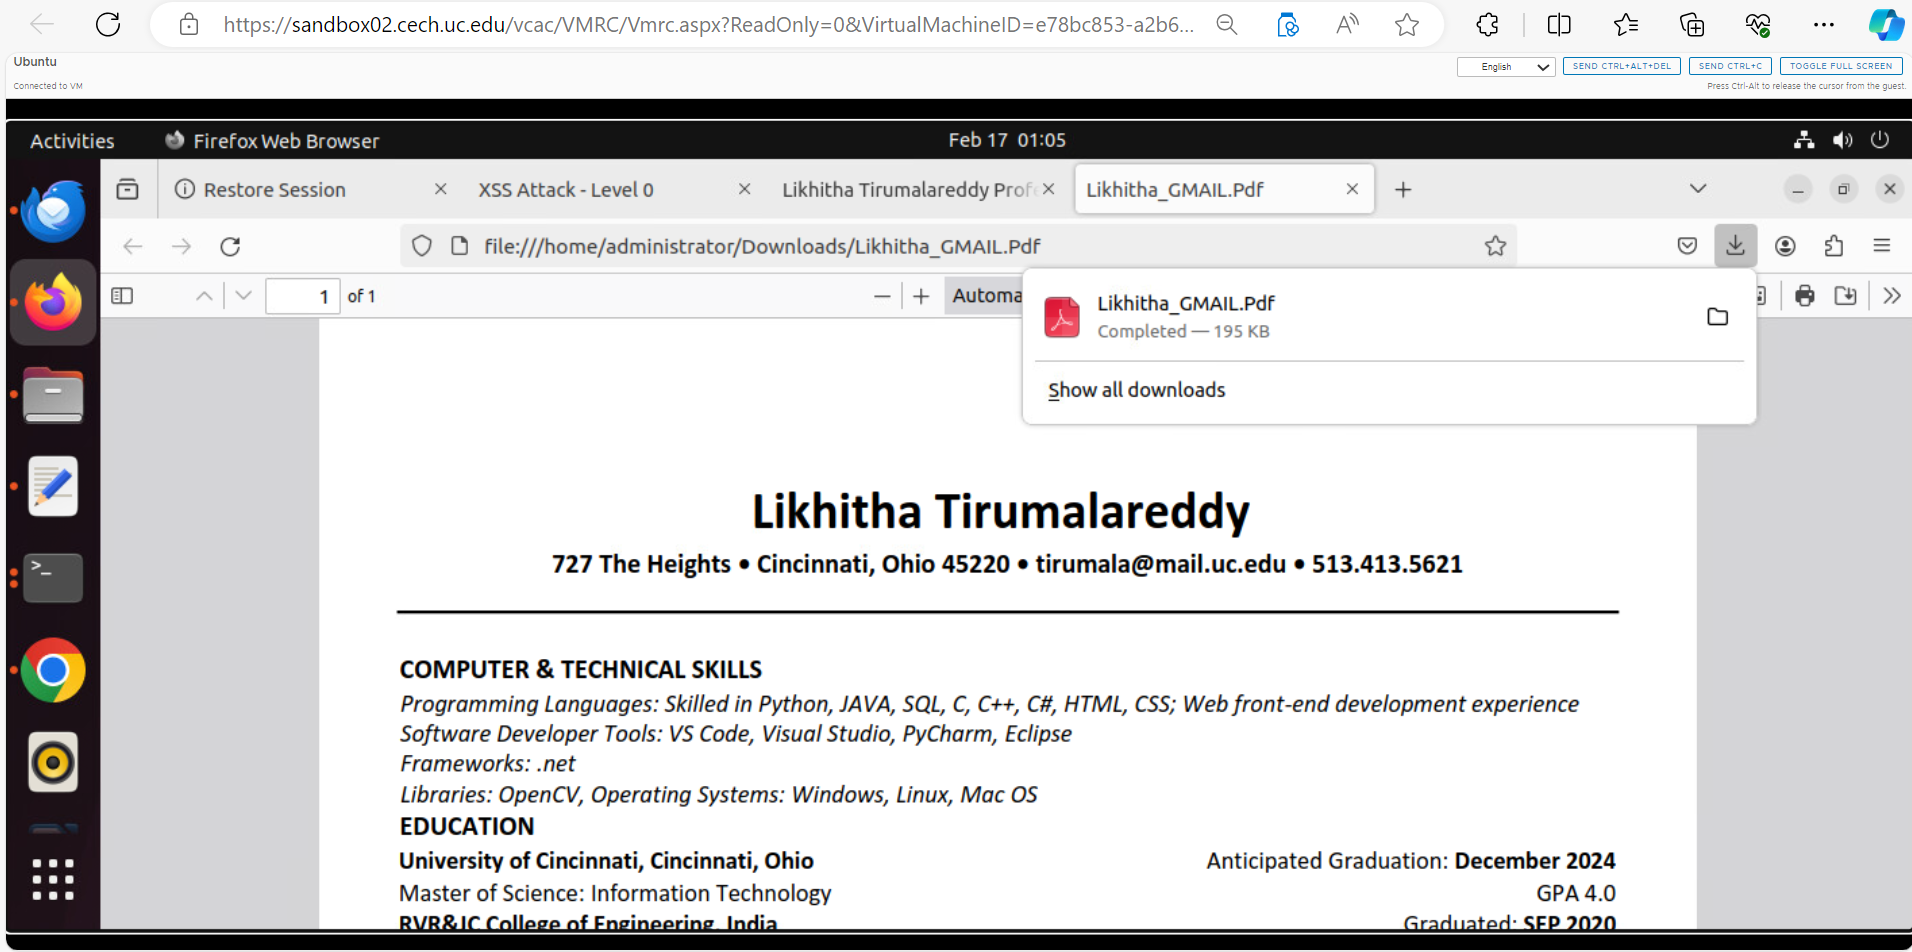 https://sandbox02.cech.uc.edu/vcac/VMRC/Vmrc.aspx?ReadOnly=0&VirtualMachineID=e78bc853-a2b6...
Ubuntu
English
SEND CTRL+ALT+DEL
SEND CTRL+C
TOGGLE FULL SCREEN
Connected to VM
Press Ctrl-Alt to release the cursor from the guest.
Activities
Firefox Web Browser
Feb 17 01:05
Restore Session
XSS Attack - Level 0
Likhitha Tirumalareddy Prof
Likhitha_GMAIL.Pdf
file:///home/administrator/Downloads/Likhitha_GMAIL.Pdf
1 of 1
Automa
Likhitha_GMAIL.Pdf
Completed — 195 KB
Show all downloads
Likhitha Tirumalareddy
727 The Heights • Cincinnati, Ohio 45220 • tirumala@mail.uc.edu • 513.413.5621
COMPUTER & TECHNICAL SKILLS
Programming Languages: Skilled in Python, JAVA, SQL, C, C++, C#, HTML, CSS; Web front-end development experience
Software Developer Tools: VS Code, Visual Studio, PyCharm, Eclipse
Frameworks: .net
Libraries: OpenCV, Operating Systems: Windows, Linux, Mac OS
EDUCATION
University of Cincinnati, Cincinnati, Ohio Anticipated Graduation: December 2024
Master of Science: Information Technology GPA 4.0
RVR&JC College of Engineering, India Graduated: SEP 2020